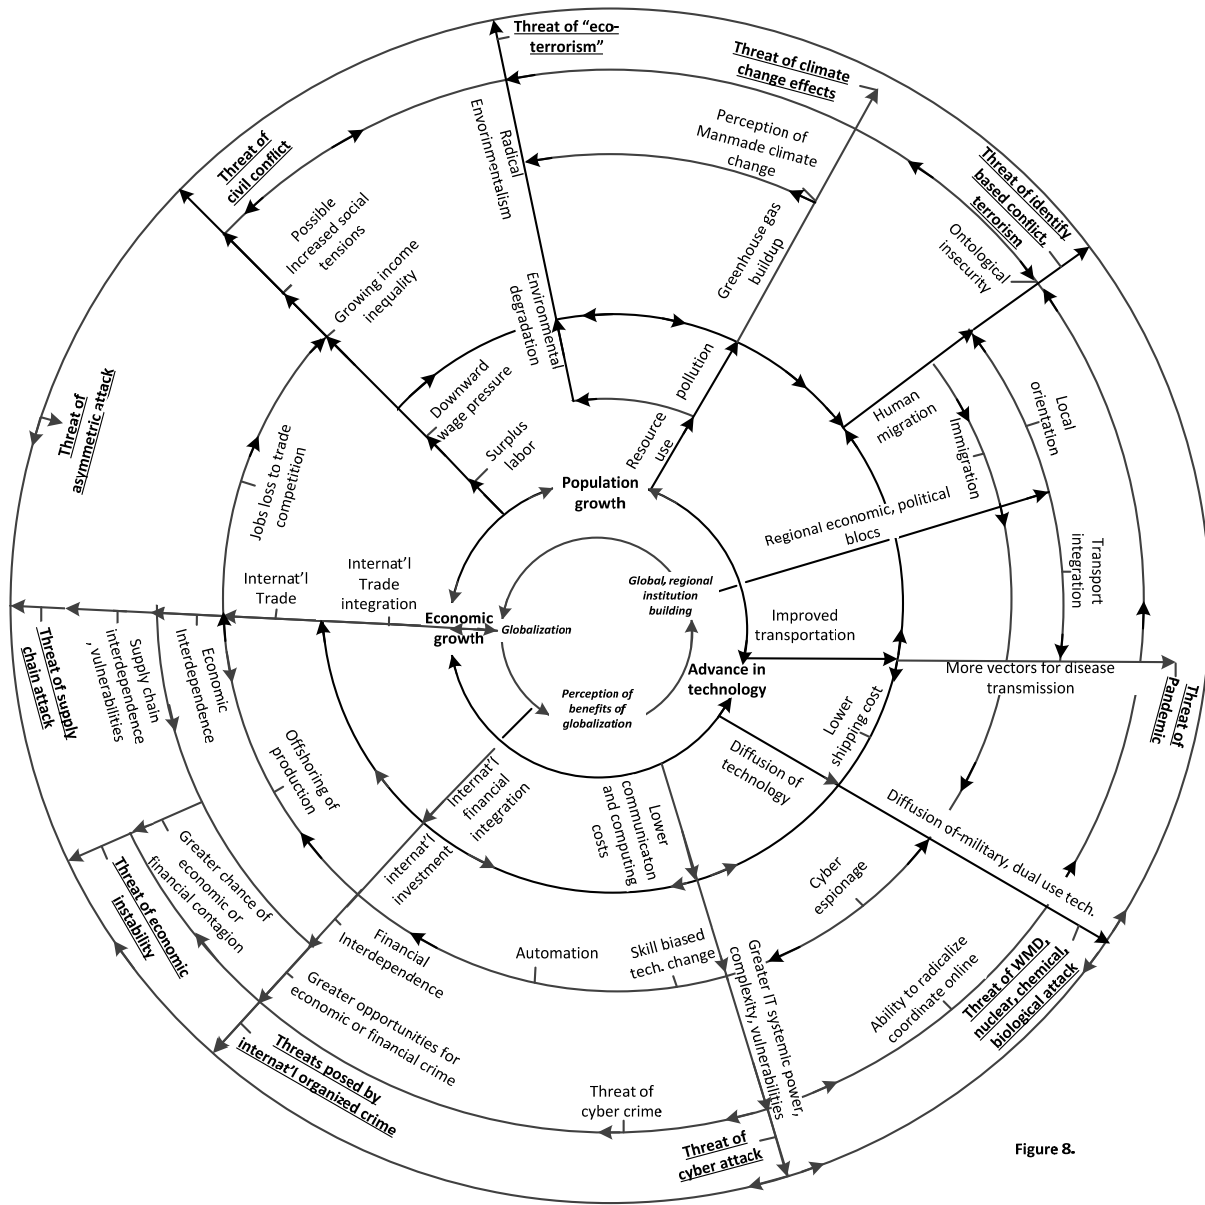 Threat of “eco-
terrorism”
Threat of climate
change effects
Threat of
civil conflict
Threat of identify
based conflict,
terrorism
Radical
Envorinmentalism
Perception of
Manmade climate
change
Possible
Increased social
tensions
Growing income
inequality
Greenhouse gas
buildup
Ontological
insecurity
Environmental
degradation
Downward
wage pressure
Surplus
labor
Resource
use
pollution
Human
migration
Immigration
Local
orientation
Threat of
asymmetric attack
Jobs loss to trade
competition
Population
growth
Regional economic, political
blocs
Transport
integration
Internat’l
Trade
Internat’l
Trade
integration
Economic
growth
Globalization
Global, regional
institution
building
Improved
transportation
Advance in
technology
Perception of
benefits of
globalization
More vectors for disease
transmission
Threat of
Pandemic
Threat of supply
chain attack
Supply chain
interdependence
, vulnerabilities
Economic
Interdependence
Offshoring of
production
Internat’l
financial
integration
internat’l
investment
Lower
communicaton
and computing
costs
Diffusion of
technology
Lower
shipping cost
Diffusion of-military, dual use tech.
Cyber
espionage
Greater chance of
economic or
financial contagion
Threat of economic
instability
Financial
Interdependence
Automation
Skill biased
tech. change
Greater IT systemic power,
complexity, vulnerabilities
Ability to radicalize
coordinate online
Threat of WMD,
nuclear, chemical,
biological attack
Greater opportunities for
economic or financial crime
Threats posed by
internat’l organized crime
Threat of
cyber crime
Threat of
cyber attack
Figure 8.